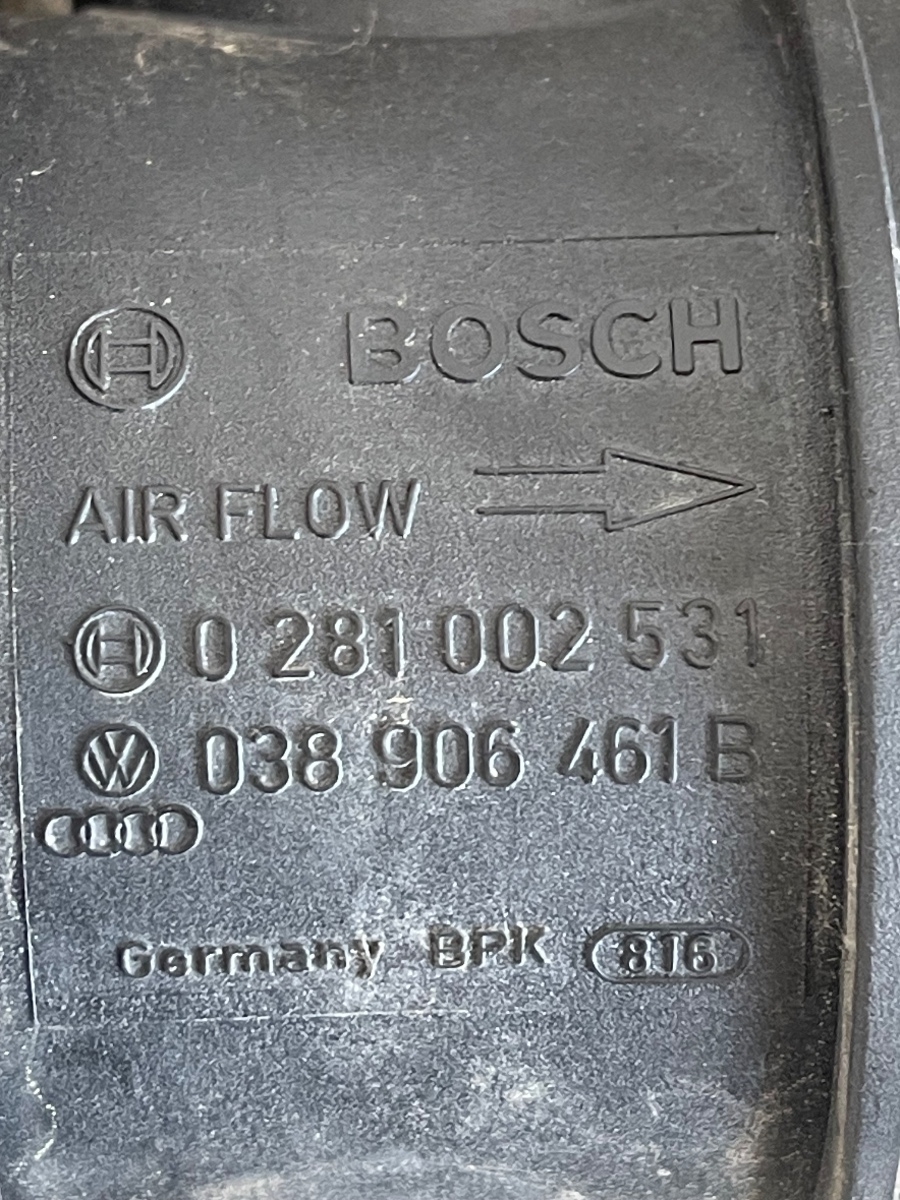 BOSCH
AIR FLOW
0 281 002 531
038 906 461 B
Germany BPK 816